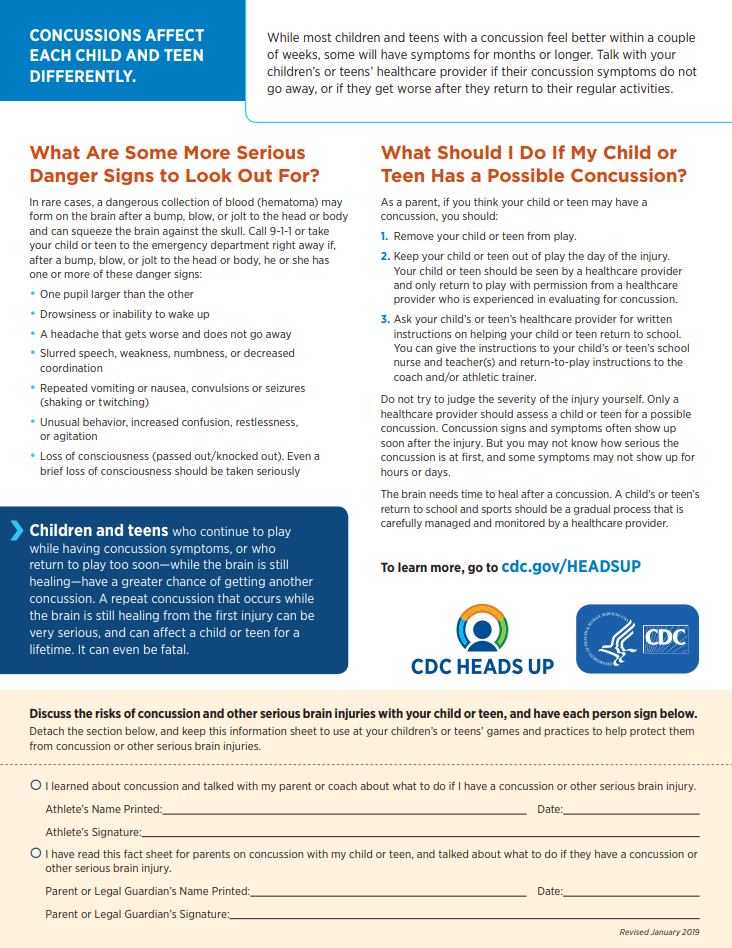 CONCUSSIONS AFFECT
EACH CHILD AND TEEN
DIFFERENTLY.
While most children and teens with a concussion feel better within a couple
of weeks, some will have symptoms for months or longer. Talk with your
children’s or teens’ healthcare provider if their concussion symptoms do not
go away, or if they get worse after they return to their regular activities.
What Are Some More Serious
Danger Signs to Look Out For?
In rare cases, a dangerous collection of blood (hematoma) may
form on the brain after a bump, blow, or jolt to the head or body
and can squeeze the brain against the skull. Call 9-1-1 or take
your child or teen to the emergency department right away if,
after a bump, blow, or jolt to the head or body, he or she has
one or more of these danger signs:
• One pupil larger than the other
• Drowsiness or inability to wake up
• A headache that gets worse and does not go away
• Slurred speech, weakness, numbness, or decreased
coordination
• Repeated vomiting or nausea, convulsions or seizures
(shaking or twitching)
• Unusual behavior, increased confusion, restlessness,
or agitation
• Loss of consciousness (passed out/knocked out). Even a
brief loss of consciousness should be taken seriously
Children and teens who continue to play
while having concussion symptoms, or who
return to play too soon—while the brain is still
healing—have a greater chance of getting another
concussion. A repeat concussion that occurs while
the brain is still healing from the first injury can be
very serious, and can affect a child or teen for a
lifetime. It can even be fatal.
What Should I Do If My Child or
Teen Has a Possible Concussion?
As a parent, if you think your child or teen may have a
concussion, you should:
1. Remove your child or teen from play.
2. Keep your child or teen out of play the day of the injury.
Your child or teen should be seen by a healthcare provider
and only return to play with permission from a healthcare
provider who is experienced in evaluating for concussion.
3. Ask your child’s or teen’s healthcare provider for written
instructions on helping your child or teen return to school.
You can give the instructions to your child’s or teen’s school
nurse and teacher(s) and return-to-play instructions to the
coach and/or athletic trainer.
Do not try to judge the severity of the injury yourself. Only a
healthcare provider should assess a child or teen for a possible
concussion. Concussion signs and symptoms often show up
soon after the injury. But you may not know how serious the
concussion is at first, and some symptoms may not show up for
hours or days.
The brain needs time to heal after a concussion. A child’s or teen’s
return to school and sports should be a gradual process that is
carefully managed and monitored by a healthcare provider.
To learn more, go to cdc.gov/HEADSUP
CDC HEADS UP
CDC
Discuss the risks of concussion and other serious brain injuries with your child or teen, and have each person sign below.
Detach the section below, and keep this information sheet to use at your children’s or teens’ games and practices to help protect them
from concussion or other serious brain injuries.
I learned about concussion and talked with my parent or coach about what to do if I have a concussion or other serious brain injury.
Athlete’s Name Printed: Date:
Athlete’s Signature:
I have read this fact sheet for parents on concussion with my child or teen, and talked about what to do if they have a concussion or
other serious brain injury.
Parent or Legal Guardian’s Name Printed: Date:
Parent or Legal Guardian’s Signature:
Revised January 2019